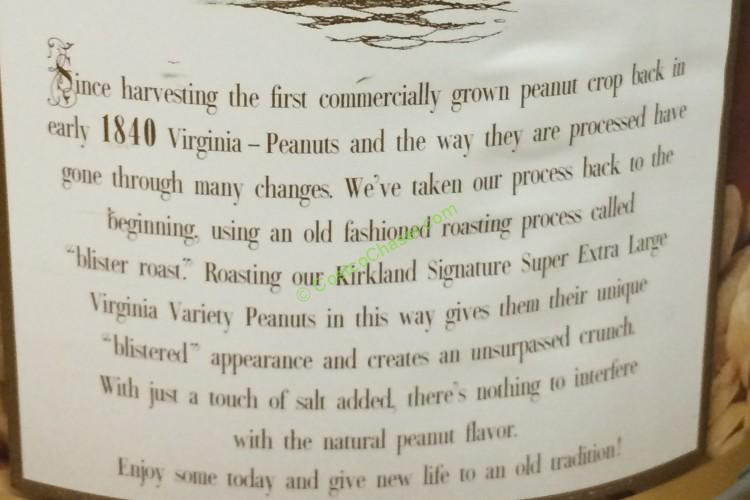 Since harvesting the first commercially grown peanut crop back in
early 1840 Virginia – Peanuts and the way they are processed have
gone through many changes. We've taken our process back to the
beginning, using an old fashioned roasting process called
"blister roast." Roasting our Kirkland Signature Super Extra Large
Virginia Variety Peanuts in this way gives them their unique
"blistered" appearance and creates an unsurpassed crunch.
With just a touch of salt added, there's nothing to interfere
with the natural peanut flavor.
Enjoy some today and give new life to an old tradition!
© CostcoChaser.com